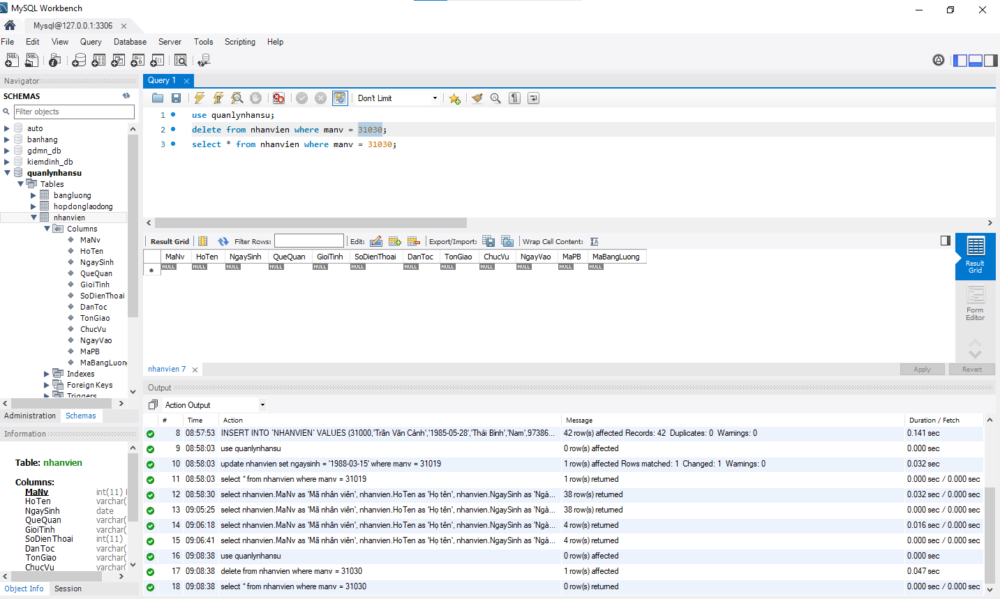 MySQL Workbench
Mysql@127.0.0.1:3306
File Edit View Query Database Server Tools Scripting Help
Navigator
SCHEMAS
Filter objects
auto
banhang
gdmn_db
kiemdinh_db
quanlynhansu
Tables
bangluong
hopdonglaodong
nhanvien
Columns
MaNv
HoTen
NgaySinh
QueQuan
GioiTinh
SoDienThoai
DanToc
TonGiao
ChucVu
NgayVao
MaPB
MaBangLuong
Indexes
Foreign Keys
Triggers
Administration Schemas
Information
Table: nhanvien
Columns:
MaNv int(11)
HoTen varchar(
NgaySinh date
QueQuan varchar(
GioiTinh varchar(
SoDienThoai int(11)
DanToc varchar(
TonGiao varchar(
ChucVu varchar(
Object Info Session
Query 1
Don't Limit
1 use quanlynhansu;
2 delete from nhanvien where manv = 31030;
3 select * from nhanvien where manv = 31030;
Result Grid Filter Rows: Edit: Export/Import: Wrap Cell Content:
MaNv HoTen NgaySinh QueQuan GioiTinh SoDienThoai DanToc TonGiao ChucVu NgayVao MaPB MaBangLuong
NULL NULL NULL NULL NULL NULL NULL NULL NULL NULL NULL NULL
Result
Grid
Form
Editor
nhanvien 7
Apply Revert
Output
Action Output
# Time Action Message Duration / Fetch
8 08:57:53 INSERT INTO `NHANVIEN` VALUES (31000,'Trần Văn Cảnh','1985-05-28','Thái Bình','Nam',97386... 42 row(s) affected Records: 42 Duplicates: 0 Warnings: 0 0.141 sec
9 08:58:03 use quanlynhansu 0 row(s) affected 0.000 sec
10 08:58:03 update nhanvien set ngaysinh = '1988-03-15' where manv = 31019 1 row(s) affected Rows matched: 1 Changed: 1 Warnings: 0 0.032 sec
11 08:58:03 select * from nhanvien where manv = 31019 1 row(s) returned 0.000 sec / 0.000 sec
12 08:58:30 select nhanvien.MaNv as 'Mã nhân viên', nhanvien.HoTen as 'Họ tên', nhanvien.NgaySinh as 'Ngà... 38 row(s) returned 0.032 sec / 0.000 sec
13 09:05:25 select nhanvien.MaNv as 'Mã nhân viên', nhanvien.HoTen as 'Họ tên', nhanvien.NgaySinh as 'Ngà... 38 row(s) returned 0.000 sec / 0.000 sec
14 09:06:18 select nhanvien.MaNv as 'Mã nhân viên', nhanvien.HoTen as 'Họ tên', nhanvien.NgaySinh as 'Ngà... 4 row(s) returned 0.016 sec / 0.000 sec
15 09:06:41 select nhanvien.MaNv as 'Mã nhân viên', nhanvien.HoTen as 'Họ tên', nhanvien.NgaySinh as 'Ngà... 4 row(s) returned 0.000 sec / 0.000 sec
16 09:08:38 use quanlynhansu 0 row(s) affected 0.000 sec
17 09:08:38 delete from nhanvien where manv = 31030 1 row(s) affected 0.047 sec
18 09:08:38 select * from nhanvien where manv = 31030 0 row(s) returned 0.000 sec / 0.000 sec